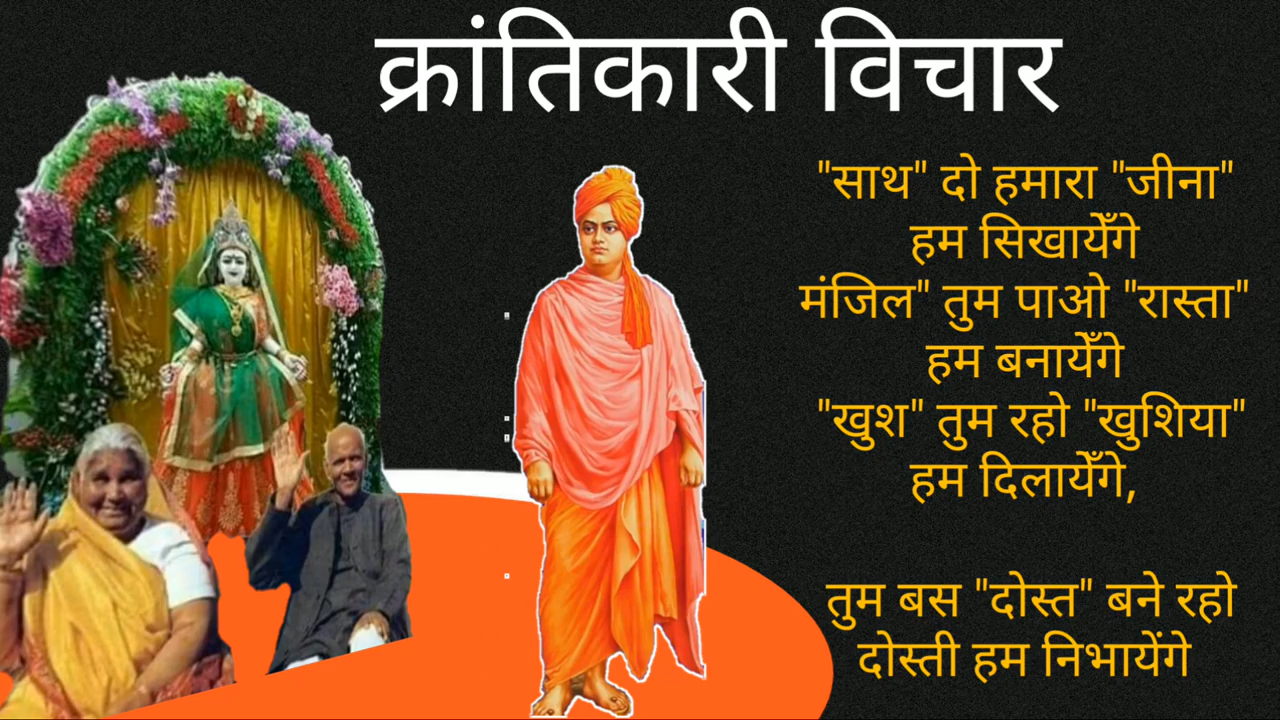 क्रांतिकारी विचार
"साथ" दो हमारा "जीना"
हम सिखायेँगे
मंजिल" तुम पाओ "रास्ता"
हम बनायेँगे
"खुश" तुम रहो "खुशिया"
हम दिलायेँगे,
तुम बस "दोस्त" बने रहो
दोस्ती हम निभायेंगे